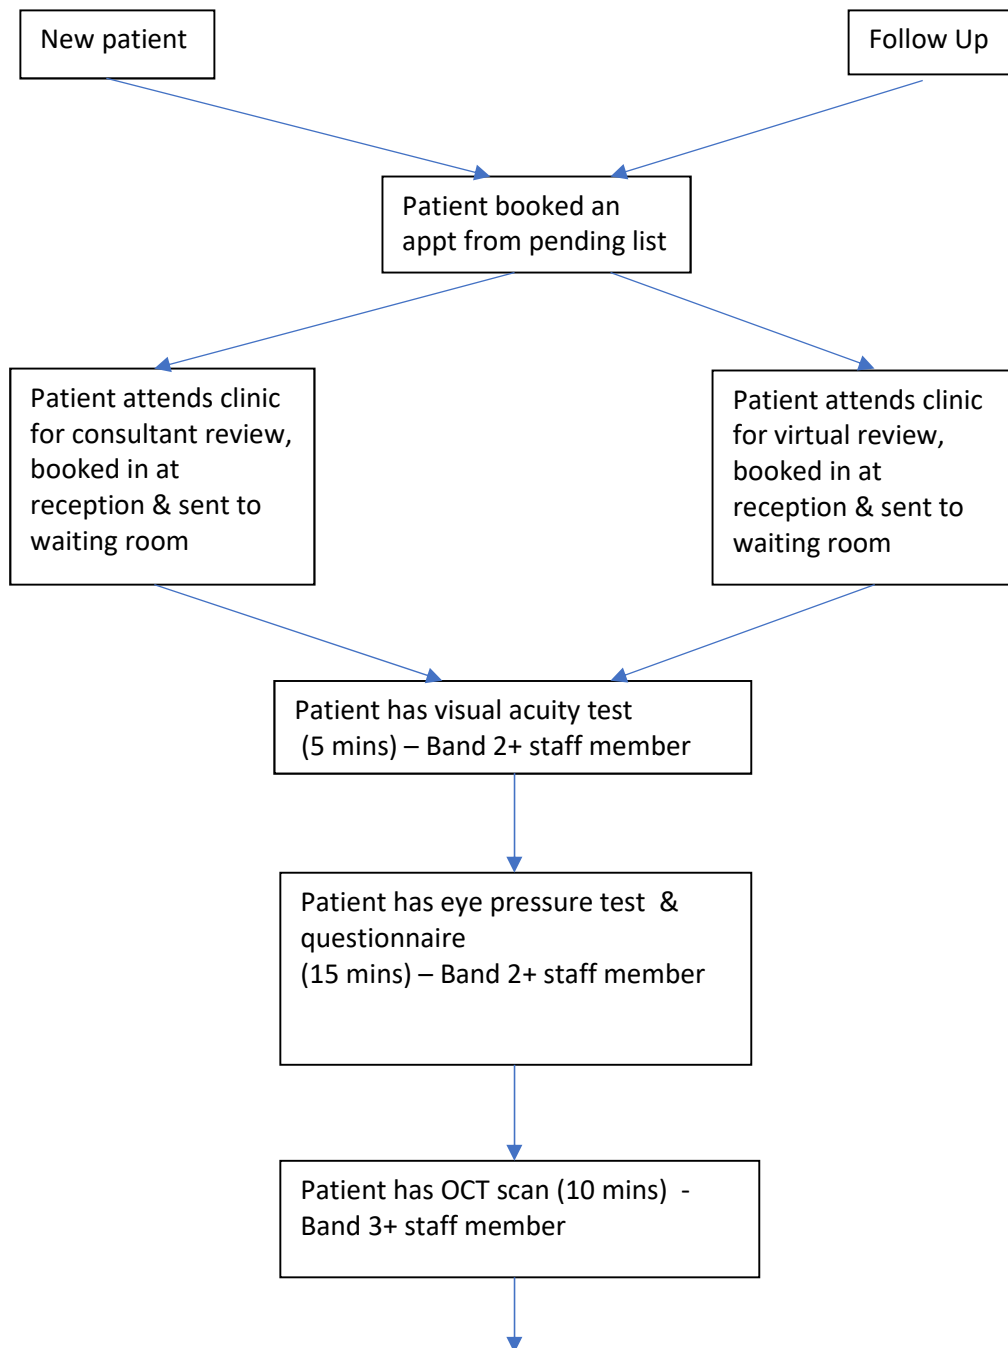 New patient
Follow Up
Patient booked an
appt from pending list
Patient attends clinic
for consultant review,
booked in at
reception & sent to
waiting room
Patient attends clinic
for virtual review,
booked in at
reception & sent to
waiting room
Patient has visual acuity test
(5 mins) – Band 2+ staff member
Patient has eye pressure test  &
questionnaire
(15 mins) – Band 2+ staff member
Patient has OCT scan (10 mins)  -
Band 3+ staff member